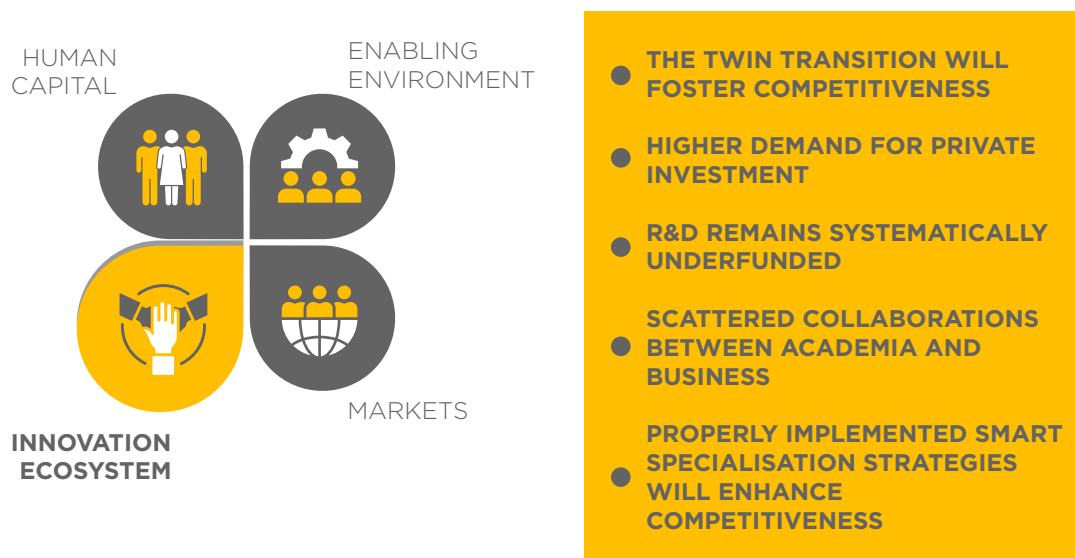 HUMAN
CAPITAL
ENABLING
ENVIRONMENT
INNOVATION
ECOSYSTEM
MARKETS
THE TWIN TRANSITION WILL
FOSTER COMPETITIVENESS
HIGHER DEMAND FOR PRIVATE
INVESTMENT
R&D REMAINS SYSTEMATICALLY
UNDERFUNDED
SCATTERED COLLABORATIONS
BETWEEN ACADEMIA AND
BUSINESS
PROPERLY IMPLEMENTED SMART
SPECIALISATION STRATEGIES
WILL ENHANCE
COMPETITIVENESS